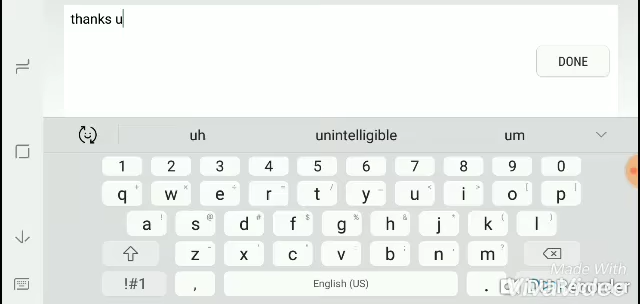 thanks u
DONE
uh unintelligible um
1 2 3 4 5 6 7 8 9 0
q w e r t y u i o p
a s d f g h j k l
z x c v b n m
!#1 , English (US) .
Made With